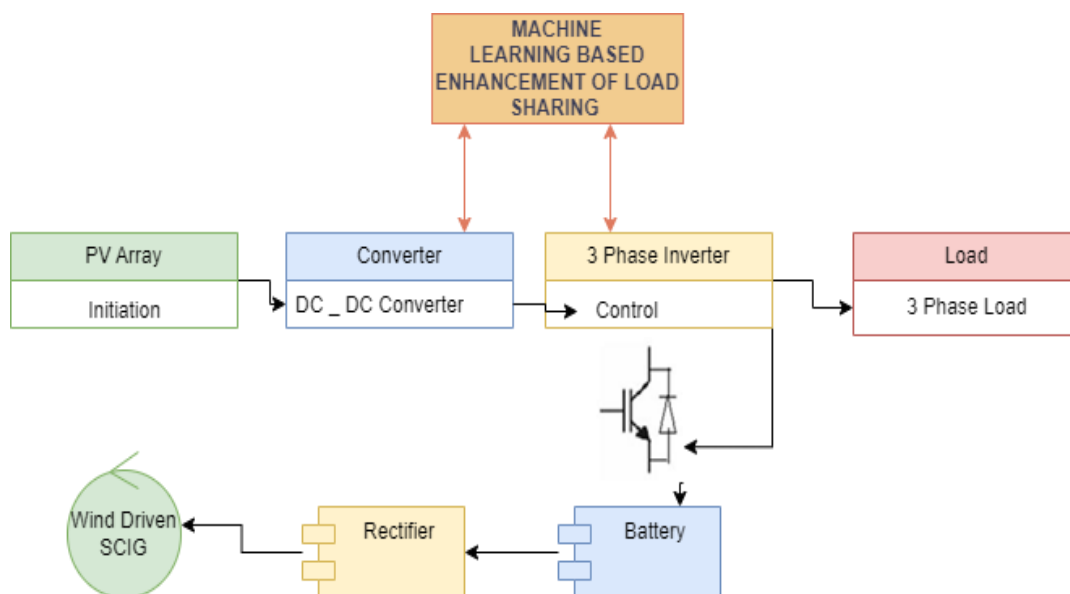 MACHINE
LEARNING BASED
ENHANCEMENT OF LOAD
SHARING
PV Array
Converter
3 Phase Inverter
Load
Initiation
DC _ DC Converter
Control
3 Phase Load
Wind Driven
SCIG
Rectifier
Battery